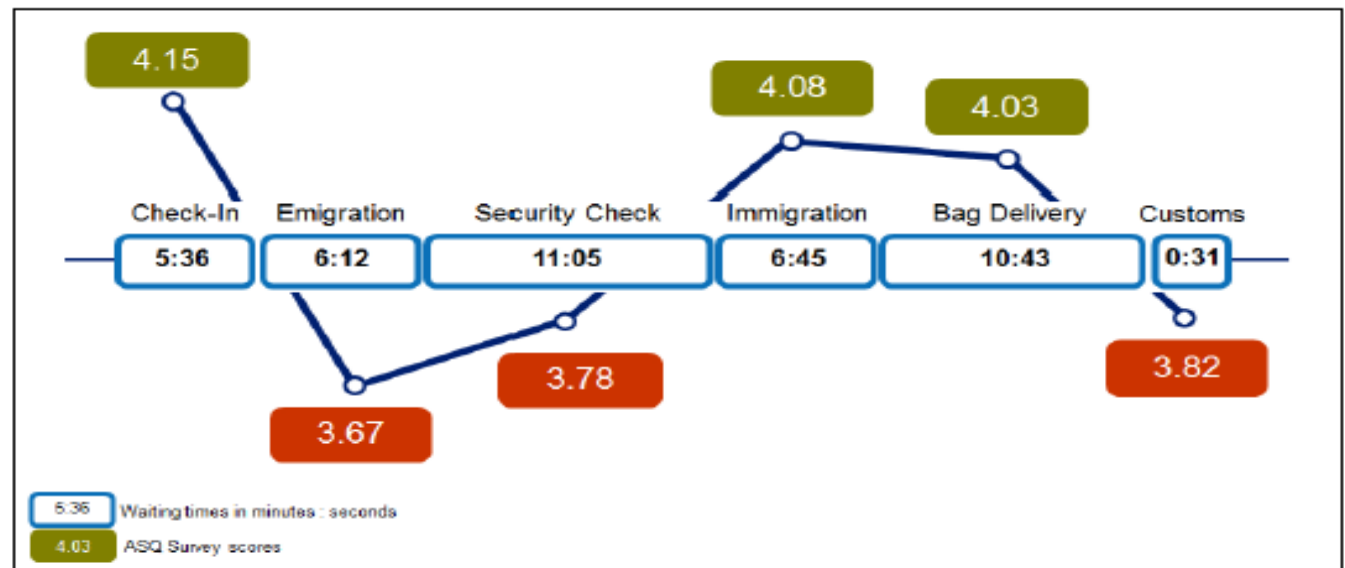 4.15
4.08
4.03
Check-In Emigration Security Check Immigration Bag Delivery Customs
5:36 6:12 11:05 6:45 10:43 0:31
3.67
3.78
3.82
5:36 Waiting times in minutes : seconds
4.03 ASQ Survey scores